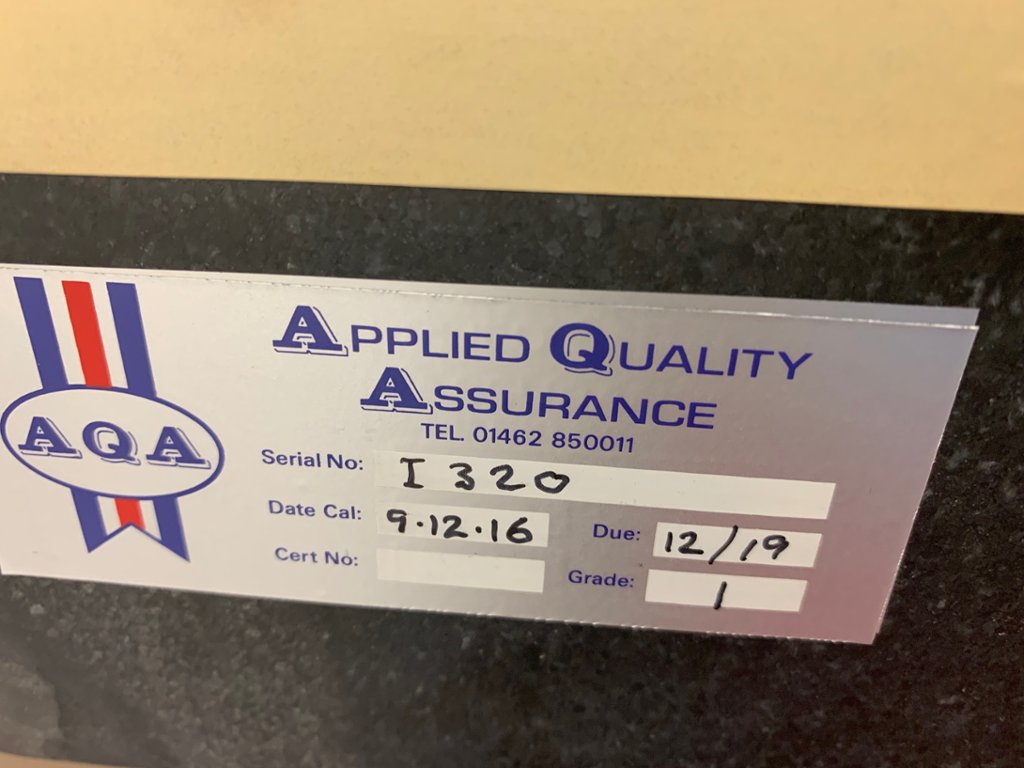 APPLIED QUALITY
ASSURANCE
TEL. 01462 850011
AQA
Serial No: I 320
Date Cal: 9.12.16 Due: 12/19
Cert No: Grade: 1